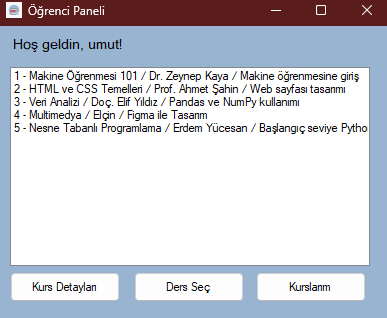 Öğrenci Paneli
Hoş geldin, umut!
1 - Makine Öğrenmesi 101 / Dr. Zeynep Kaya / Makine öğrenmesine giriş
2 - HTML ve CSS Temelleri / Prof. Ahmet Şahin / Web sayfası tasarımı
3 - Veri Analizi / Doç. Elif Yıldız / Pandas ve NumPy kullanımı
4 - Multimedya / Elçin / Figma ile Tasarım
5 - Nesne Tabanlı Programlama / Erdem Yücesan / Başlangıç seviye Pytho
Kurs Detayları
Ders Seç
Kurslarım